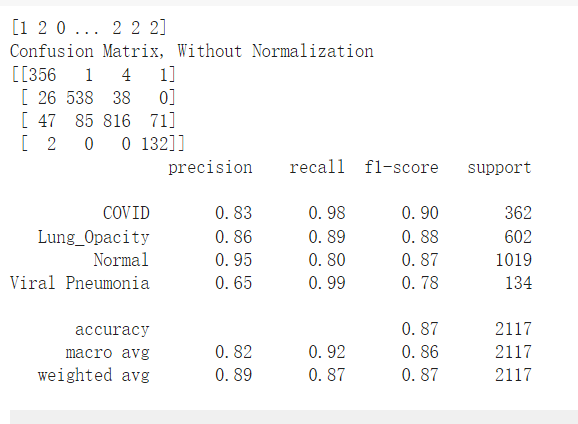 [1 2 0 ... 2 2 2]
Confusion Matrix, Without Normalization
[[356 1 4 1]
[ 26 538 38 0]
[ 47 85 816 71]
[ 2 0 0 132]]
precision recall f1-score support
COVID 0.83 0.98 0.90 362
Lung_Opacity 0.86 0.89 0.88 602
Normal 0.95 0.80 0.87 1019
Viral Pneumonia 0.65 0.99 0.78 134
accuracy 0.87 2117
macro avg 0.82 0.92 0.86 2117
weighted avg 0.89 0.87 0.87 2117